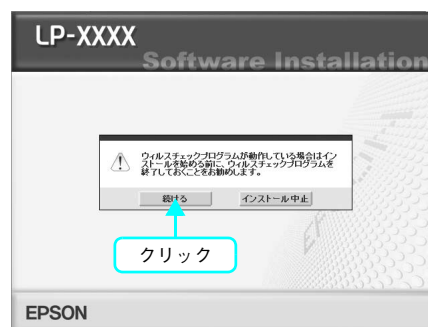 LP-XXXX
Software Installation
ウィルスチェックプログラムが動作している場合はイン
ストールを始める前に、ウィルスチェックプログラムを
終了しておくことをお勧めします。
続ける
インストール中止
クリック
EPSON